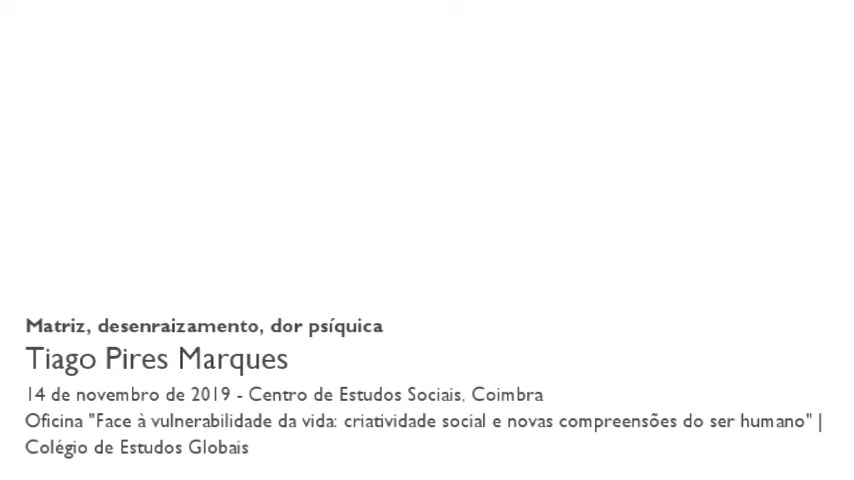 Matriz, desenraizamento, dor psíquica
Tiago Pires Marques
14 de novembro de 2019 - Centro de Estudos Sociais, Coimbra
Oficina "Face à vulnerabilidade da vida: criatividade social e novas compreensões do ser humano" |
Colégio de Estudos Globais